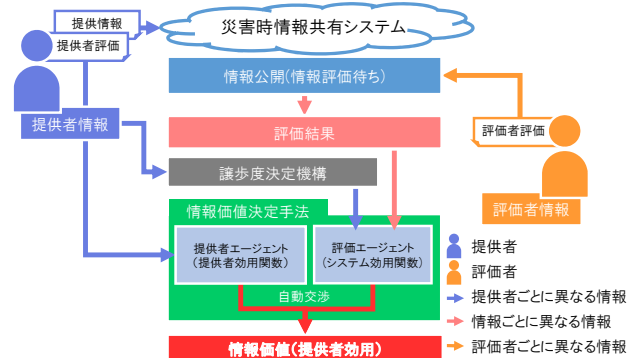 提供情報
提供者評価
災害時情報共有システム
情報公開(情報評価待ち)
提供者情報
評価結果
評価者評価
譲歩度決定機構
評価者情報
情報価値決定手法
提供者エージェント
(提供者効用関数)
評価エージェント
(システム効用関数)
自動交渉
情報価値(提供者効用)
提供者
評価者
提供者ごとに異なる情報
情報ごとに異なる情報
評価者ごとに異なる情報